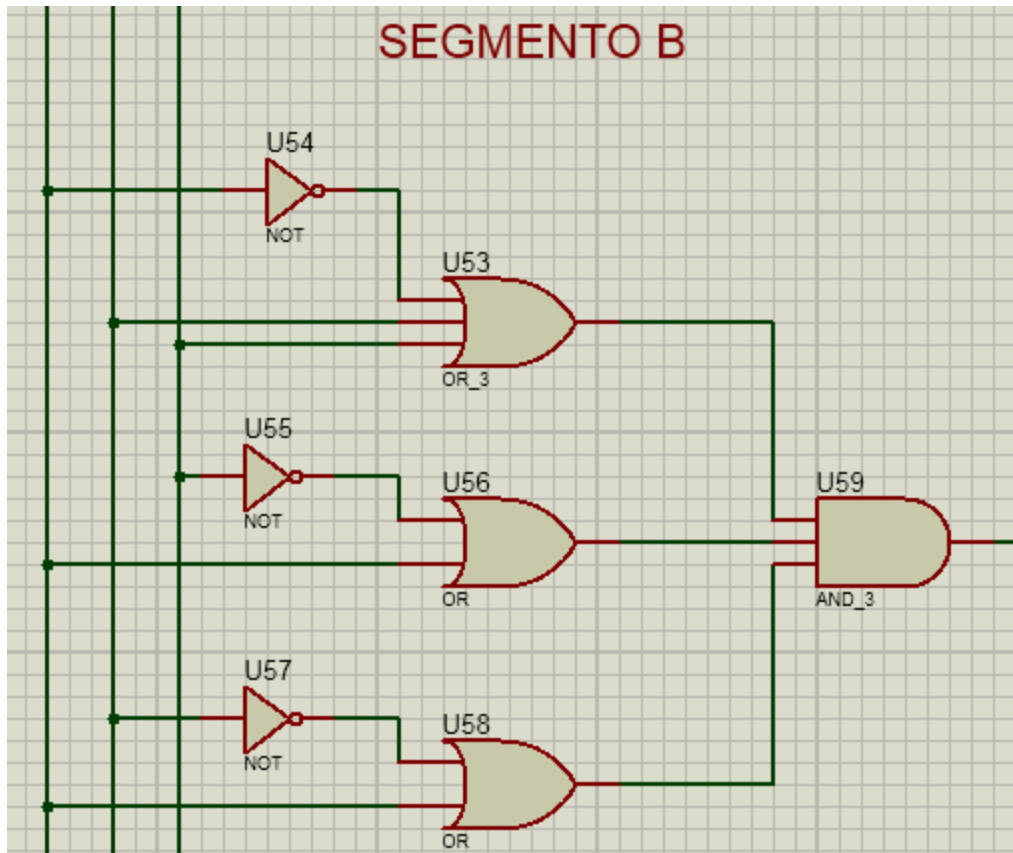 SEGMENTO B
U54
NOT
U53
OR_3
U55
NOT
U56
OR
U59
AND_3
U57
NOT
U58
OR